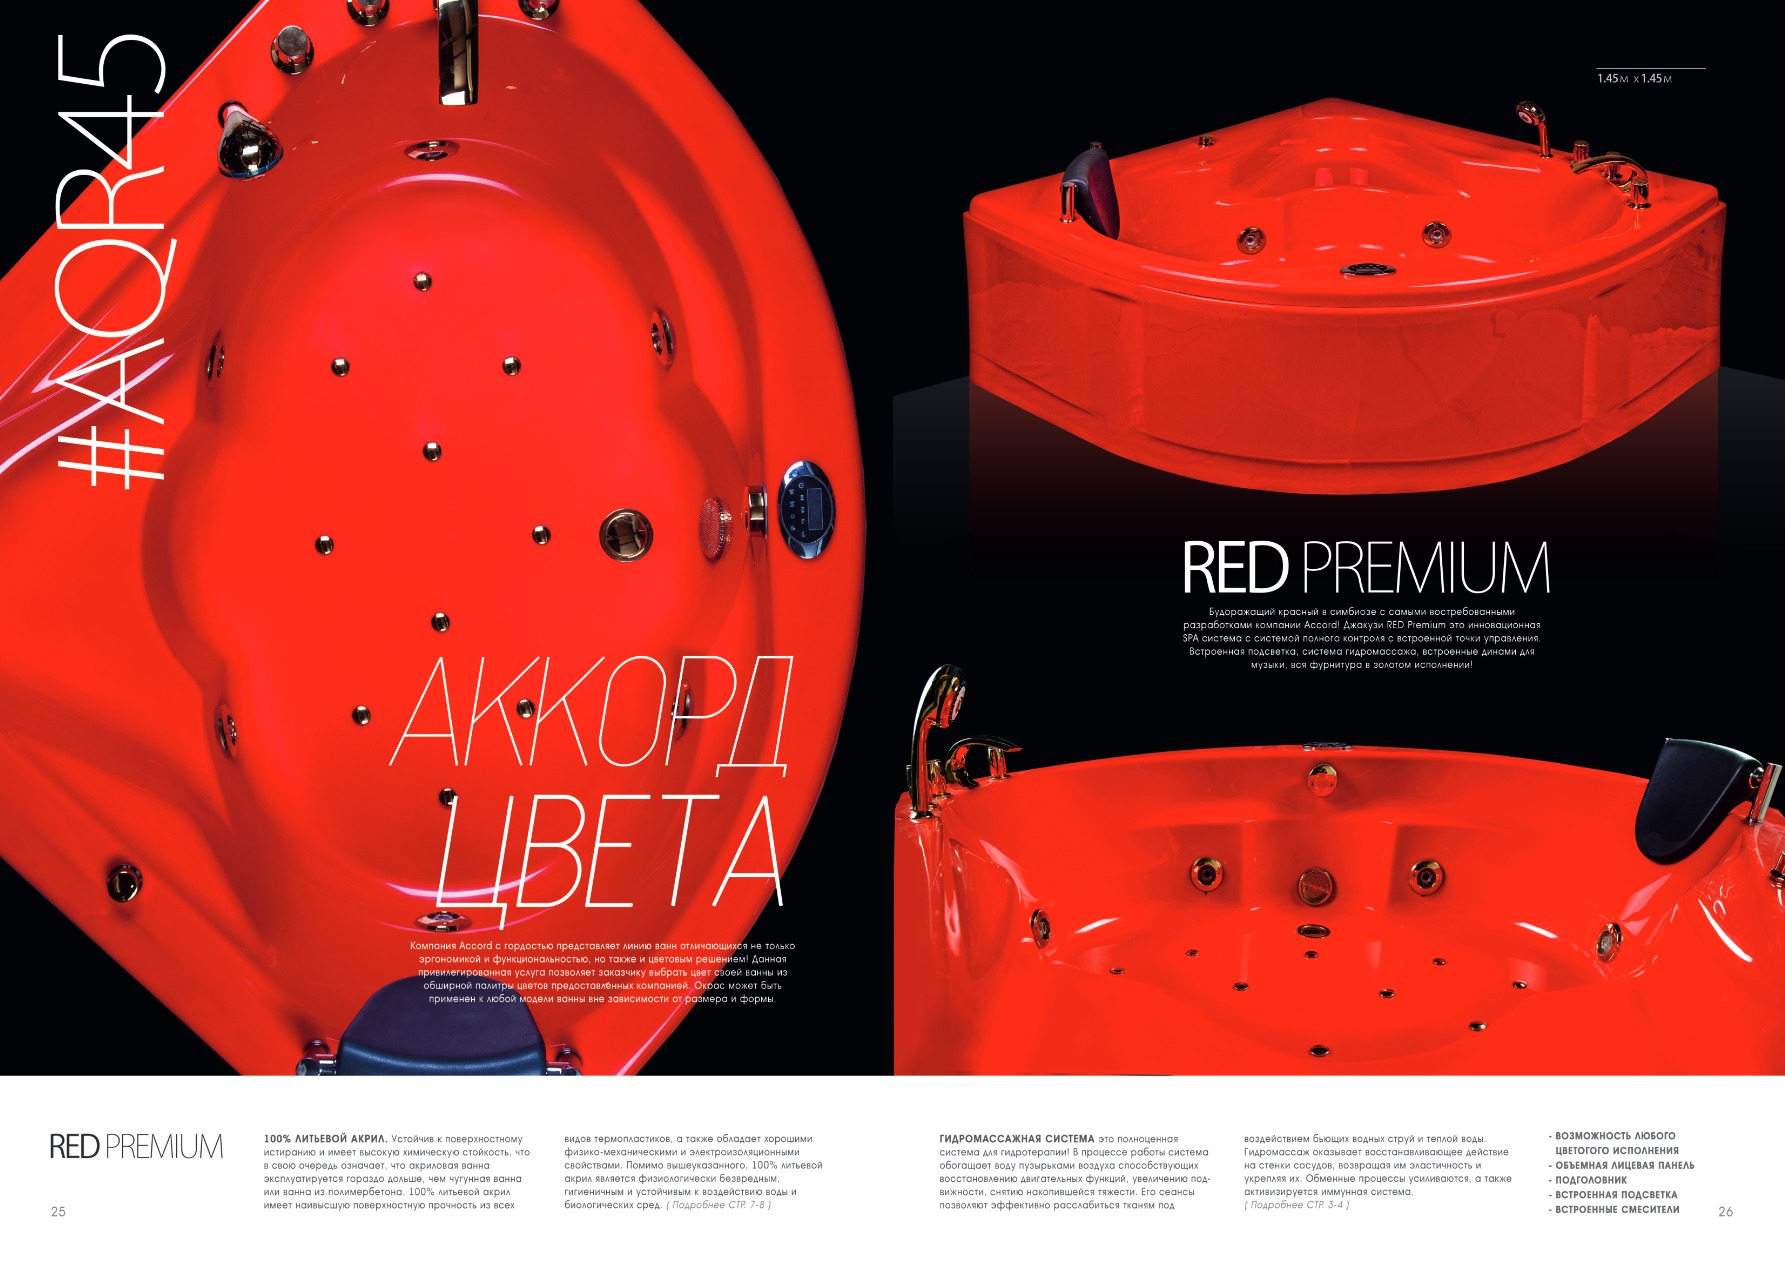 #AQR45
АККОРД
ЦВЕТА
Компания Accord с гордостью представляет линию ванн отличающихся не только
эргономикой и функциональностью, но также и цветовым решением! Данная
привилегированная услуга позволяет заказчику выбрать цвет своей ванны из
обширной палитры цветов предоставленных компанией. Окрас может быть
применен к любой модели ванны вне зависимости от размера и формы.
1.45м x 1.45м
RED PREMIUM
Будоражащий красный в симбиозе с самыми востребованными
разработками компании Accord! Джакузи RED Premium это инновационная
SPA система с системой полного контроля с встроенной точки управления.
Встроенная подсветка, система гидромассажа, встроенные динами для
музыки, вся фурнитура в золотом исполнении!
RED PREMIUM
100% ЛИТЬЕВОЙ АКРИЛ. Устойчив к поверхностному
истиранию и имеет высокую химическую стойкость, что
в свою очередь означает, что акриловая ванна
эксплуатируется гораздо дольше, чем чугунная ванна
или ванна из полимербетона. 100% литьевой акрил
имеет наивысшую поверхностную прочность из всех
видов термопластиков, а также обладает хорошими
физико-механическими и электроизоляционными
свойствами. Помимо вышеуказанного, 100% литьевой
акрил является физиологически безвредным,
гигиеничным и устойчивым к воздействию воды и
биологических сред. ( Подробнее СТР. 7-8 )
25
ГИДРОМАССАЖНАЯ СИСТЕМА это полноценная
система для гидротерапии! В процессе работы система
обогащает воду пузырьками воздуха способствующих
восстановлению двигательных функций, увеличению под-
вижности, снятию накопившейся тяжести. Его сеансы
позволяют эффективно расслабиться тканям под
воздействием бьющих водных струй и теплой воды.
Гидромассаж оказывает восстанавливающее действие
на стенки сосудов, возвращая им эластичность и
укрепляя их. Обменные процессы усиливаются, а также
активизируется иммунная система.
( Подробнее СТР. 3-4 )
- ВОЗМОЖНОСТЬ ЛЮБОГО
ЦВЕТОГОГО ИСПОЛНЕНИЯ
- ОБЪЕМНАЯ ЛИЦЕВАЯ ПАНЕЛЬ
- ПОДГОЛОВНИК
- ВСТРОЕННАЯ ПОДСВЕТКА
- ВСТРОЕННЫЕ СМЕСИТЕЛИ
26